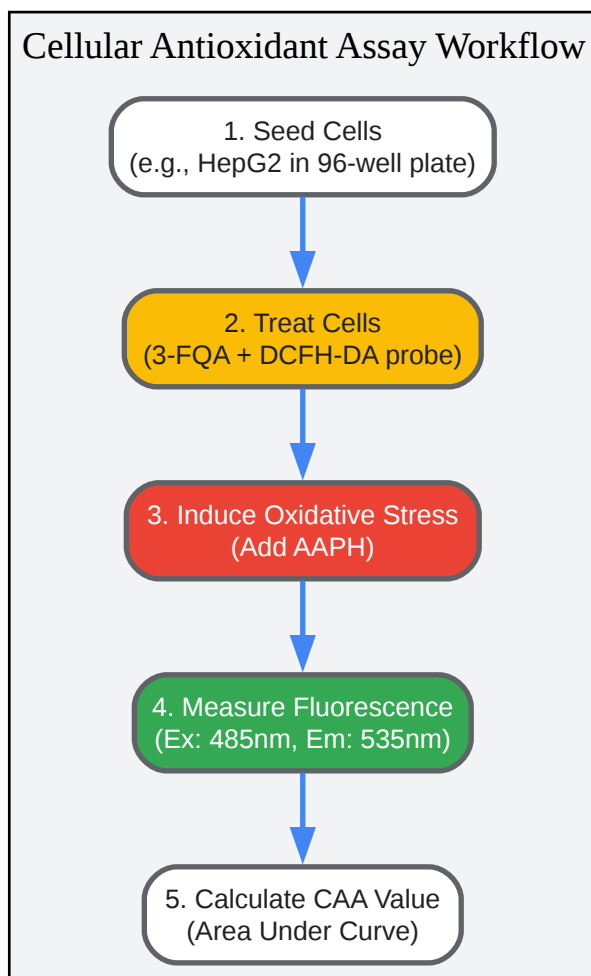 Cellular Antioxidant Assay Workflow
1. Seed Cells
(e.g., HepG2 in 96-well plate)
2. Treat Cells
(3-FQA + DCFH-DA probe)
3. Induce Oxidative Stress
(Add AAPH)
4. Measure Fluorescence
(Ex: 485nm, Em: 535nm)
5. Calculate CAA Value
(Area Under Curve)